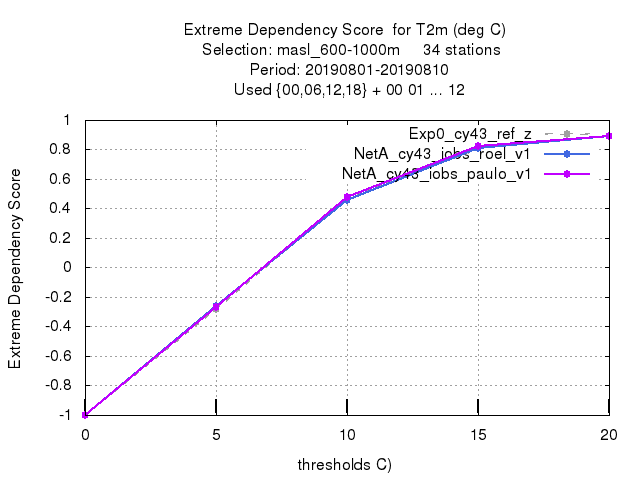 Extreme Dependency Score  for T2m (deg C)
Selection: masl_600-1000m     34 stations
Period: 20190801-20190810
Used {00,06,12,18} + 00 01 ... 12
Exp0_cy43_ref_z
NetA_cy43_iobs_roel_v1
NetA_cy43_iobs_paulo_v1
1
0.8
0.6
0.4
0.2
0
-0.2
-0.4
-0.6
-0.8
-1
Extreme Dependency Score
0 5 10 15 20
thresholds C)